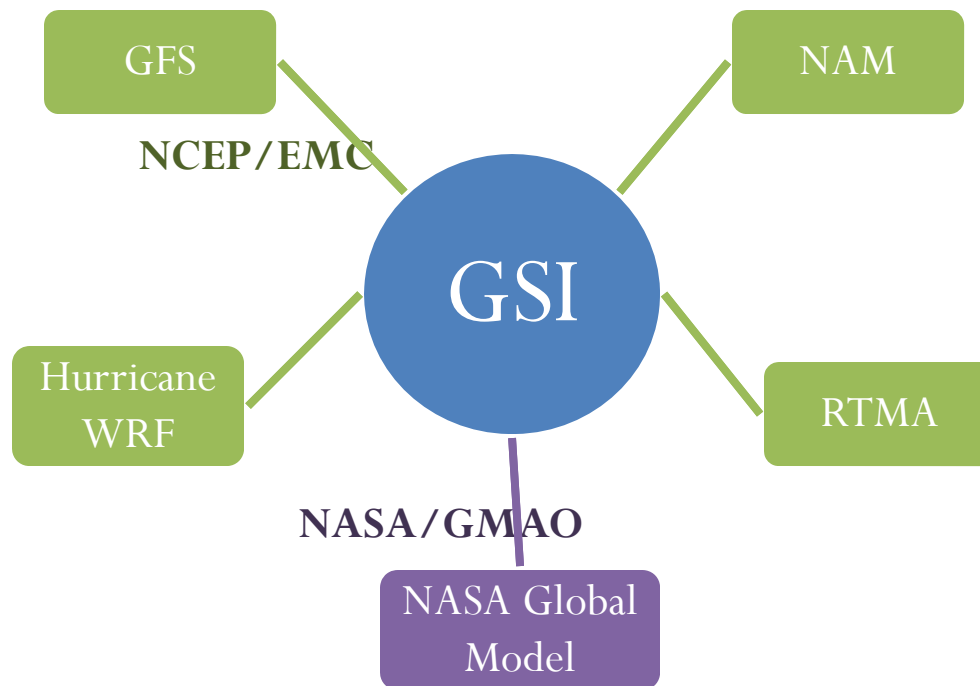 GFS
NAM
NCEP/EMC
GSI
Hurricane
WRF
RTMA
NASA/GMAO
NASA Global
Model